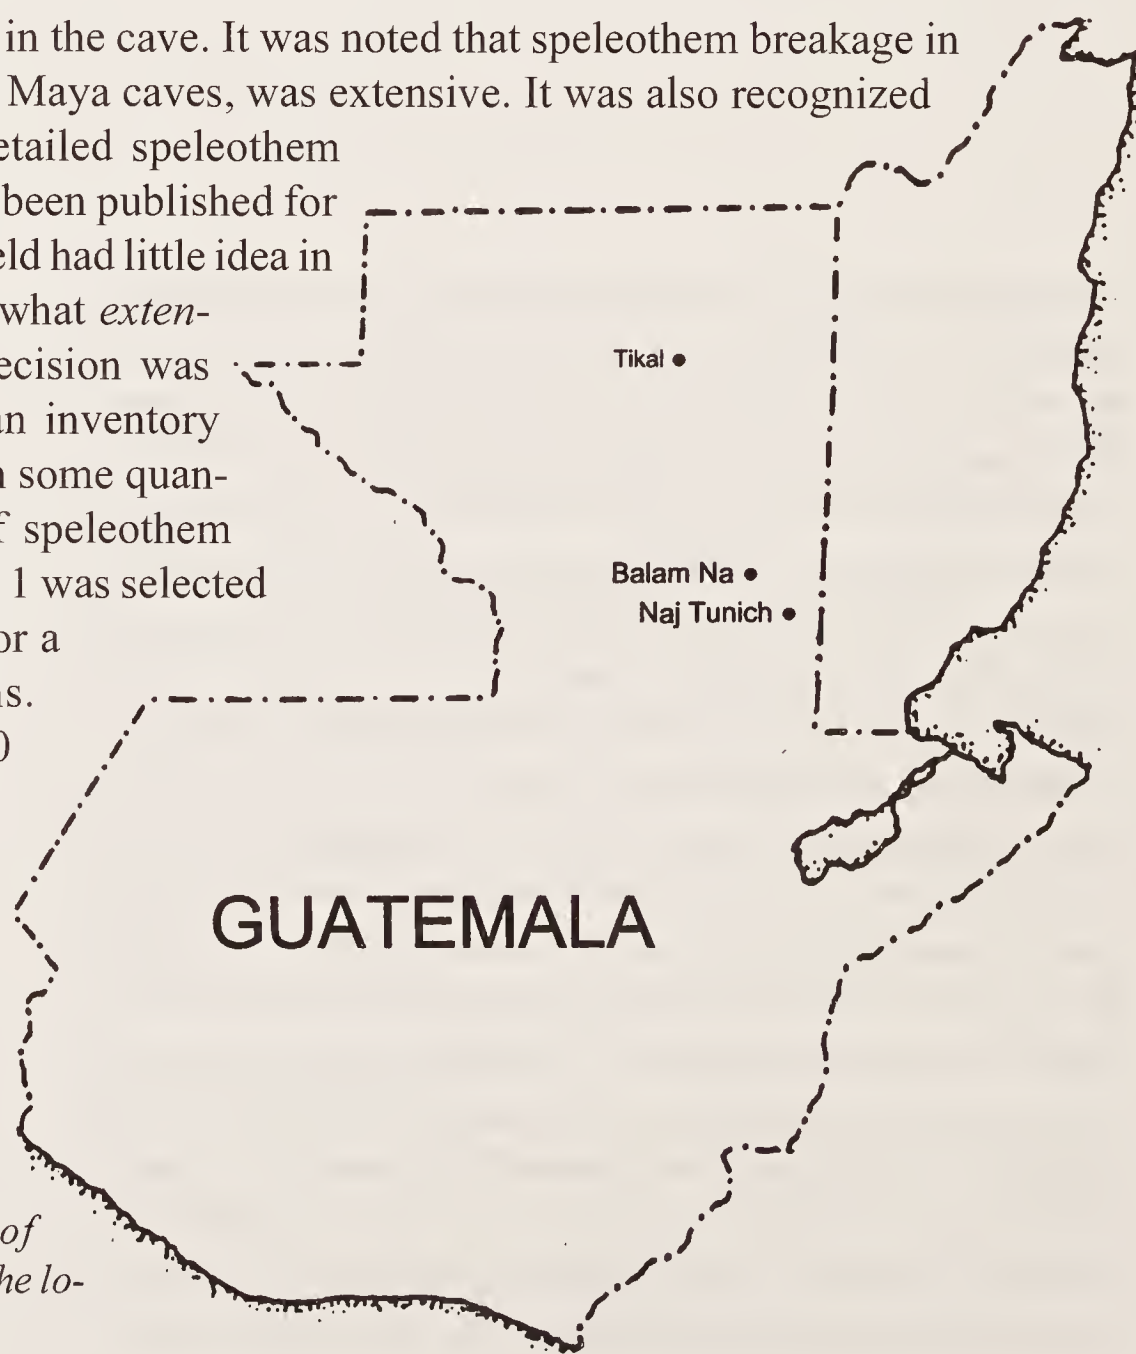 in the cave. It was noted that speleothem breakage in
Maya caves, was extensive. It was also recognized
etailed speleothem
been published for
eld had little idea in
what exten-
ecision was
an inventory
some quan-
speleothem
1 was selected
or a
s.
0
of
he lo-
Tikal
Balam Na
Naj Tunich
GUATEMALA